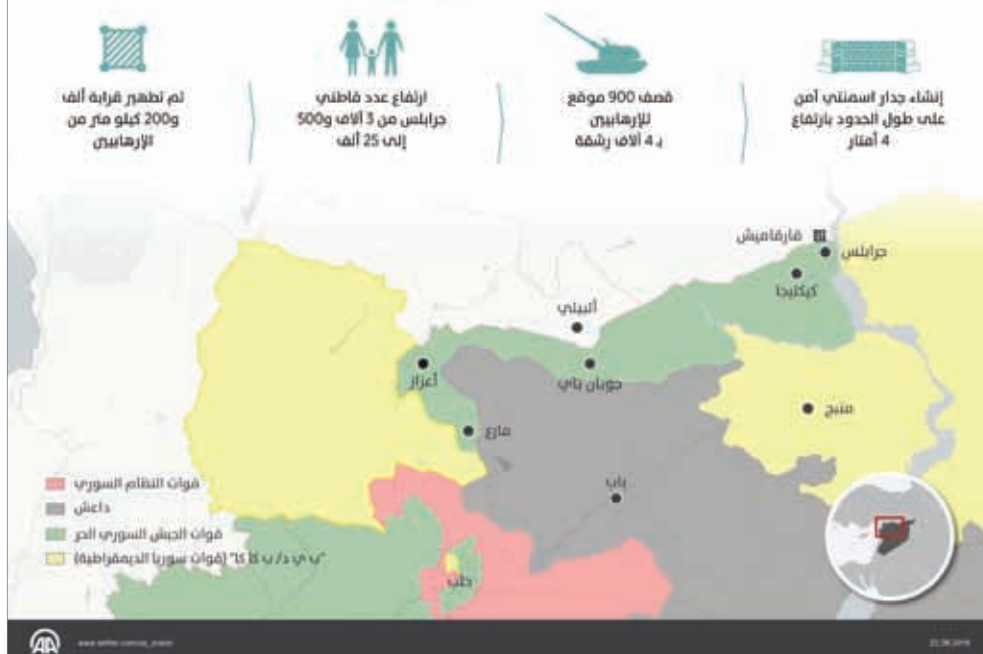 إنشاء جدار اسمنتي آمن
على طول الحدود بارتفاع
4 أمتار
قصف 900 موقع
للإرهابيين
بـ 4 آلاف رشقة
ارتفاع عدد قاطني
جرابلس من 3 آلاف و500
إلى 25 ألف
تم تطهير قرابة ألف
و200 كيلو متر من
الإرهابيين
قارقاميش
جرابلس
كيكليجا
ألبيلي
أعزاز
جوبان باي
منبج
مارع
باب
حلب
قوات النظام السوري
داعش
قوات الجيش السوري الحر
"ب ي د/ ب كا كا" (قوات سوريا الديمقراطية)
AA